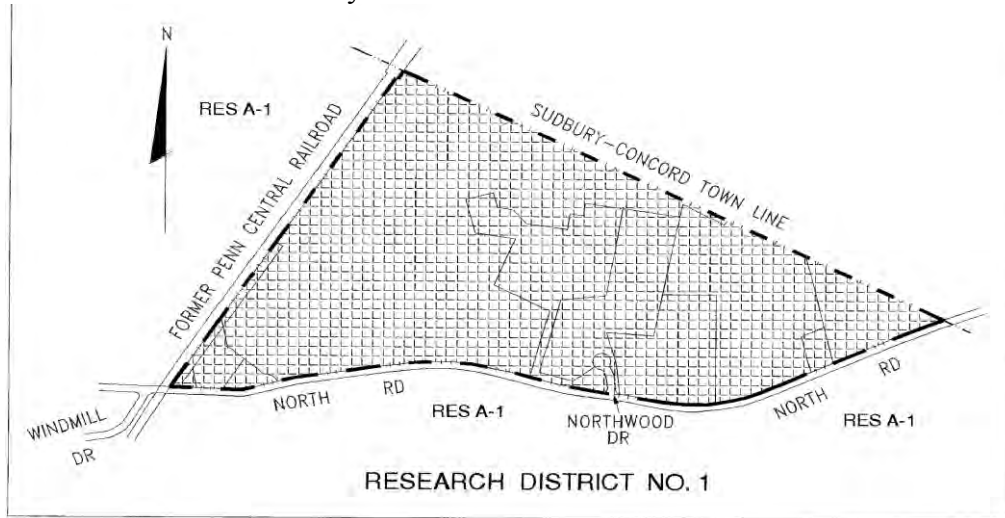 N
RES A-1
FORMER PENN CENTRAL RAILROAD
SUDBURY-CONCORD TOWN LINE
WINDMILL
DR
NORTH RD
RES A-1
NORTHWOOD
DR
NORTH RD
RES A-1
RESEARCH DISTRICT NO. 1